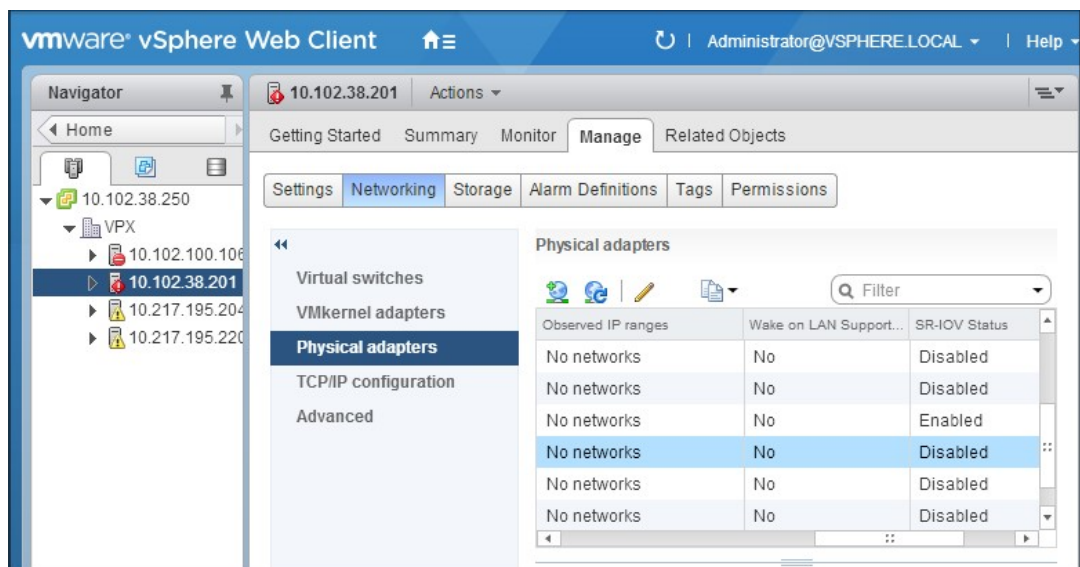 vmware® vSphere Web Client
Administrator@VSPHERE.LOCAL
Help
Navigator
Home
10.102.38.250
VPX
10.102.100.106
10.102.38.201
10.217.195.204
10.217.195.220
10.102.38.201 Actions
Getting Started Summary Monitor Manage Related Objects
Settings Networking Storage Alarm Definitions Tags Permissions
Virtual switches
VMkernel adapters
Physical adapters
TCP/IP configuration
Advanced
Physical adapters
Filter
Observed IP ranges Wake on LAN Support... SR-IOV Status
No networks No Disabled
No networks No Disabled
No networks No Enabled
No networks No Disabled
No networks No Disabled
No networks No Disabled